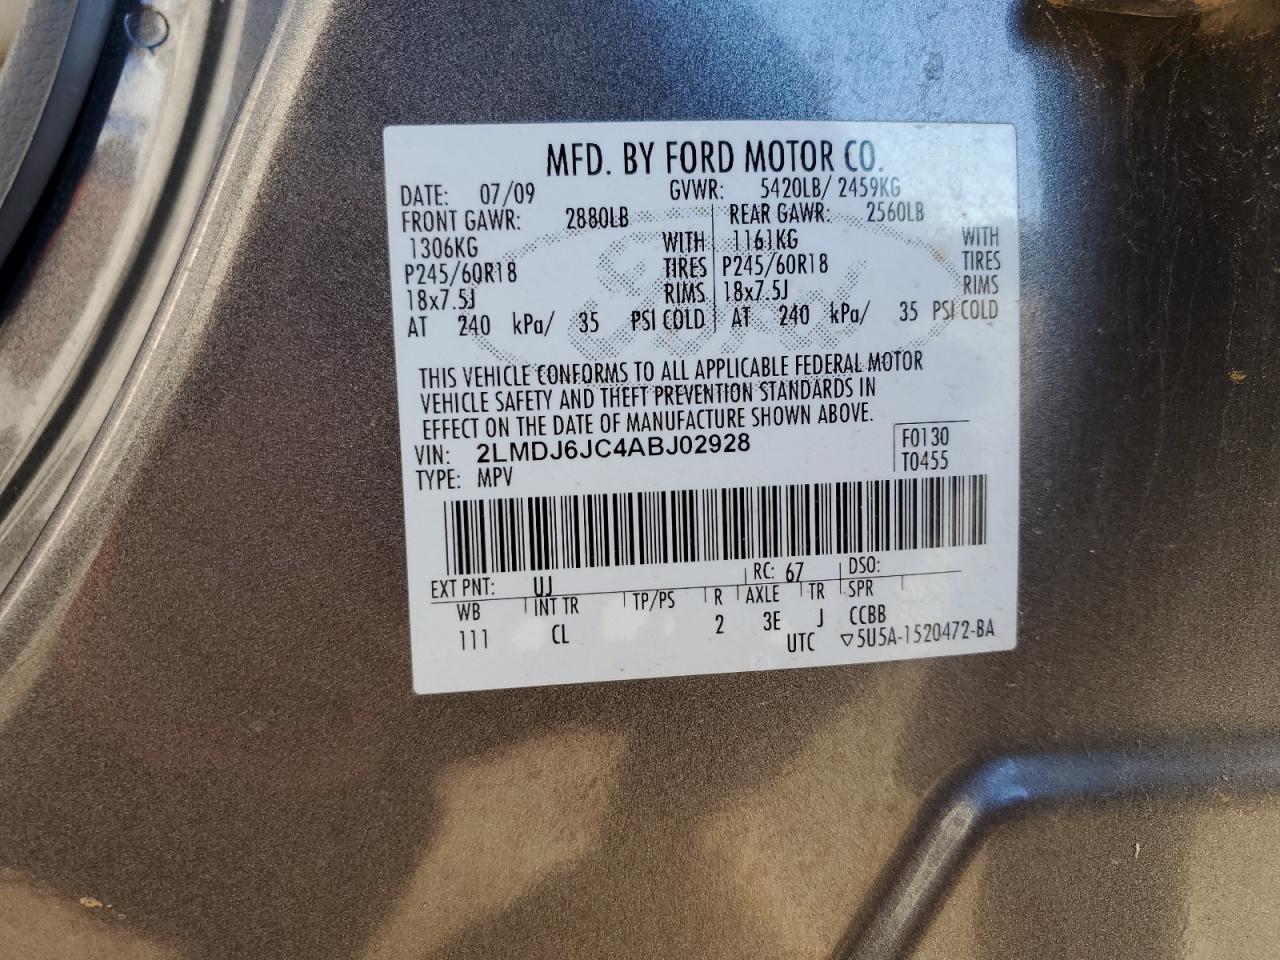 MFD. BY FORD MOTOR CO.
DATE: 07/09 GVWR: 5420LB/ 2459KG
FRONT GAWR: 2880LB REAR GAWR: 2560LB
1306KG WITH 1161KG WITH
P245/60R18 TIRES P245/60R18 TIRES
18x7.5J RIMS 18x7.5J RIMS
AT 240 kPa/ 35 PSI COLD AT 240 kPa/ 35 PSI COLD
THIS VEHICLE CONFORMS TO ALL APPLICABLE FEDERAL MOTOR
VEHICLE SAFETY AND THEFT PREVENTION STANDARDS IN
EFFECT ON THE DATE OF MANUFACTURE SHOWN ABOVE.
VIN: 2LMDJ6JC4ABJ02928 F0130
TYPE: MPV T0455
EXT PNT: UJ RC: 67 DSO:
WB INT TR TP/PS R AXLE TR SPR
111 CL 2 3E J CCBB
UTC ▽5U5A-1520472-BA